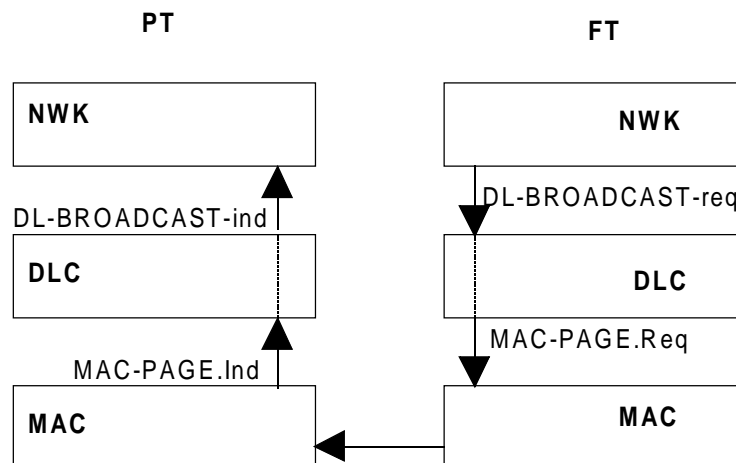 PT
FT
NWK
NWK
DL-BROADCAST-ind
DL-BROADCAST-req
DLC
DLC
MAC-PAGE.Ind
MAC-PAGE.Req
MAC
MAC